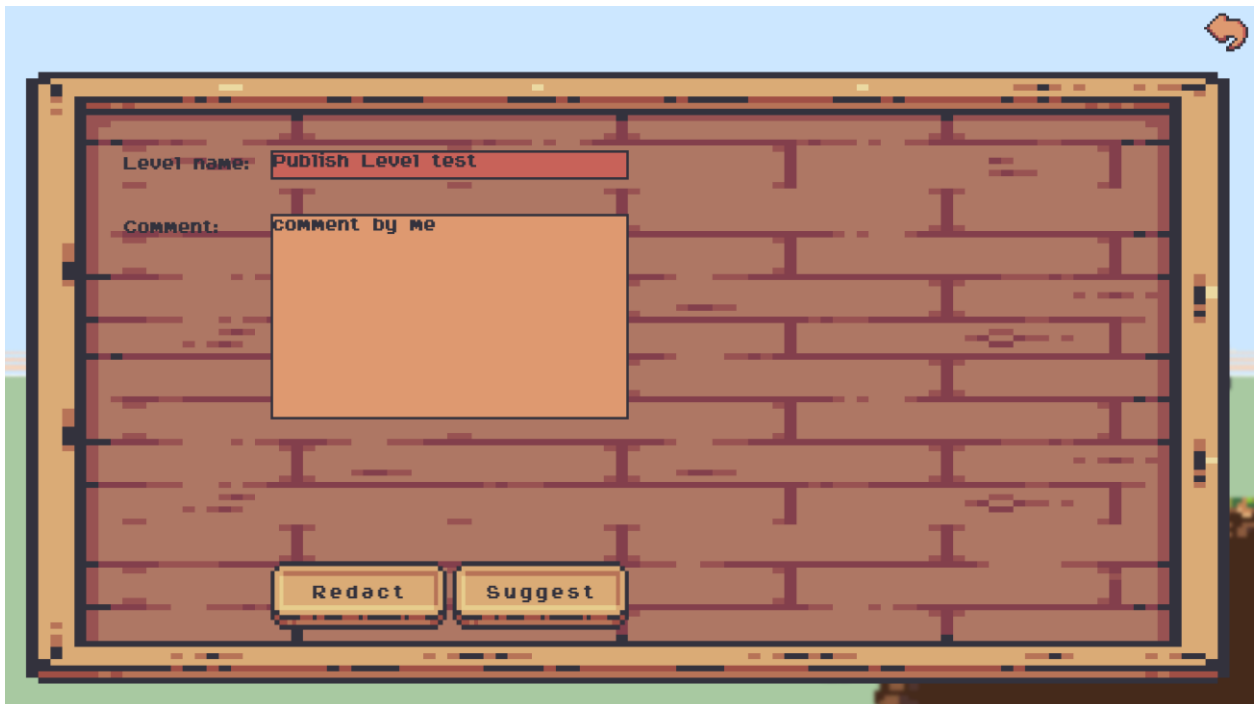 Level name:
Publish Level test
Comment:
comment by me
Redact
Suggest